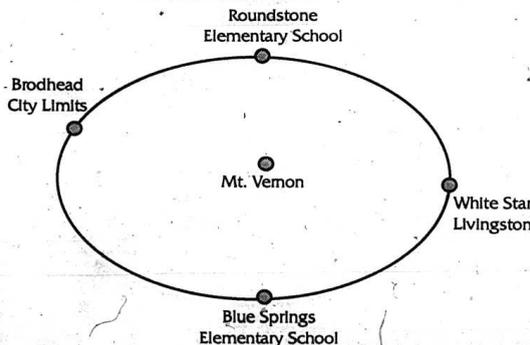 Roundstone
Elementary School
Brodhead
City Limits
Mt. Vernon
White Star
Livingston
Blue Springs
Elementary School